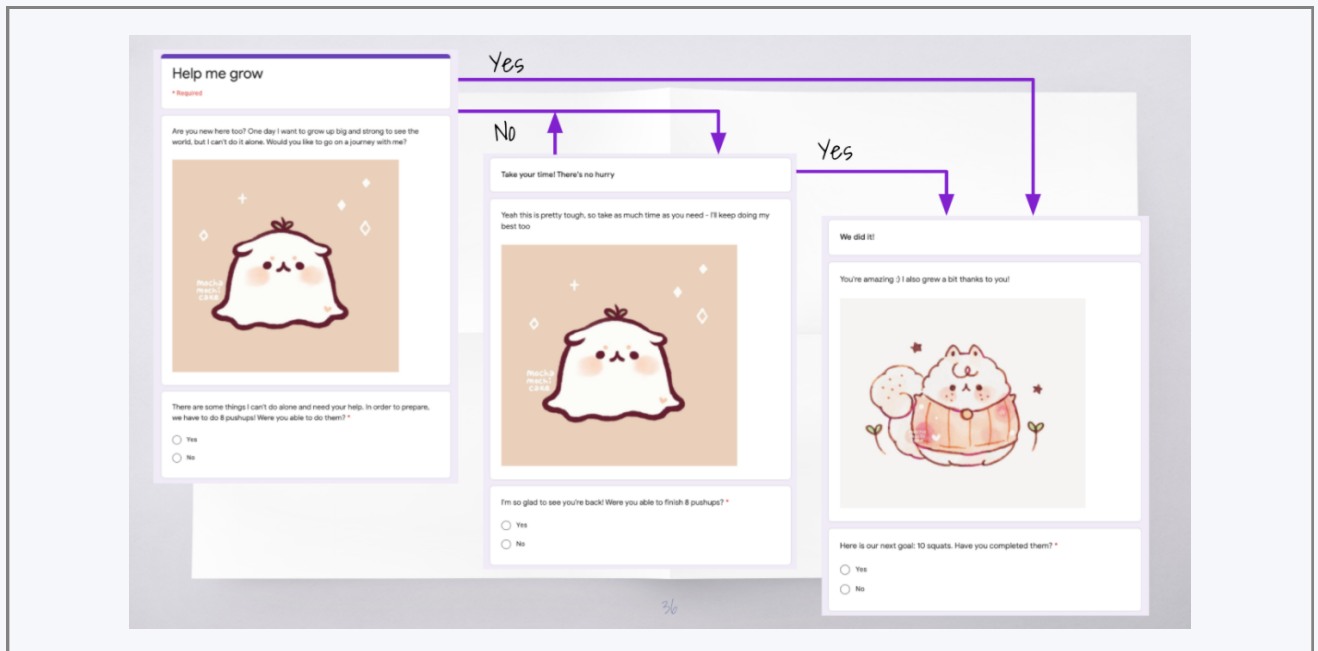 Yes
Help me grow
* Required
No
Are you new here too? One day I want to grow up big and strong to see the
world, but I can't do it alone. Would you like to go on a journey with me?
mocha
mochi
cake
There are some things I can't do alone and need your help. In order to prepare,
we have to do 8 pushups! Were you able to do them? *
Yes
No
Take your time! There's no hurry
Yeah this is pretty tough, so take as much time as you need - I'll keep doing my
best too
mocha
mochi
cake
I'm so glad to see you're back! Were you able to finish 8 pushups? *
Yes
No
Yes
We did it!
You're amazing :) I also grew a bit thanks to you!
Here is our next goal: 10 squats. Have you completed them? *
Yes
No
36